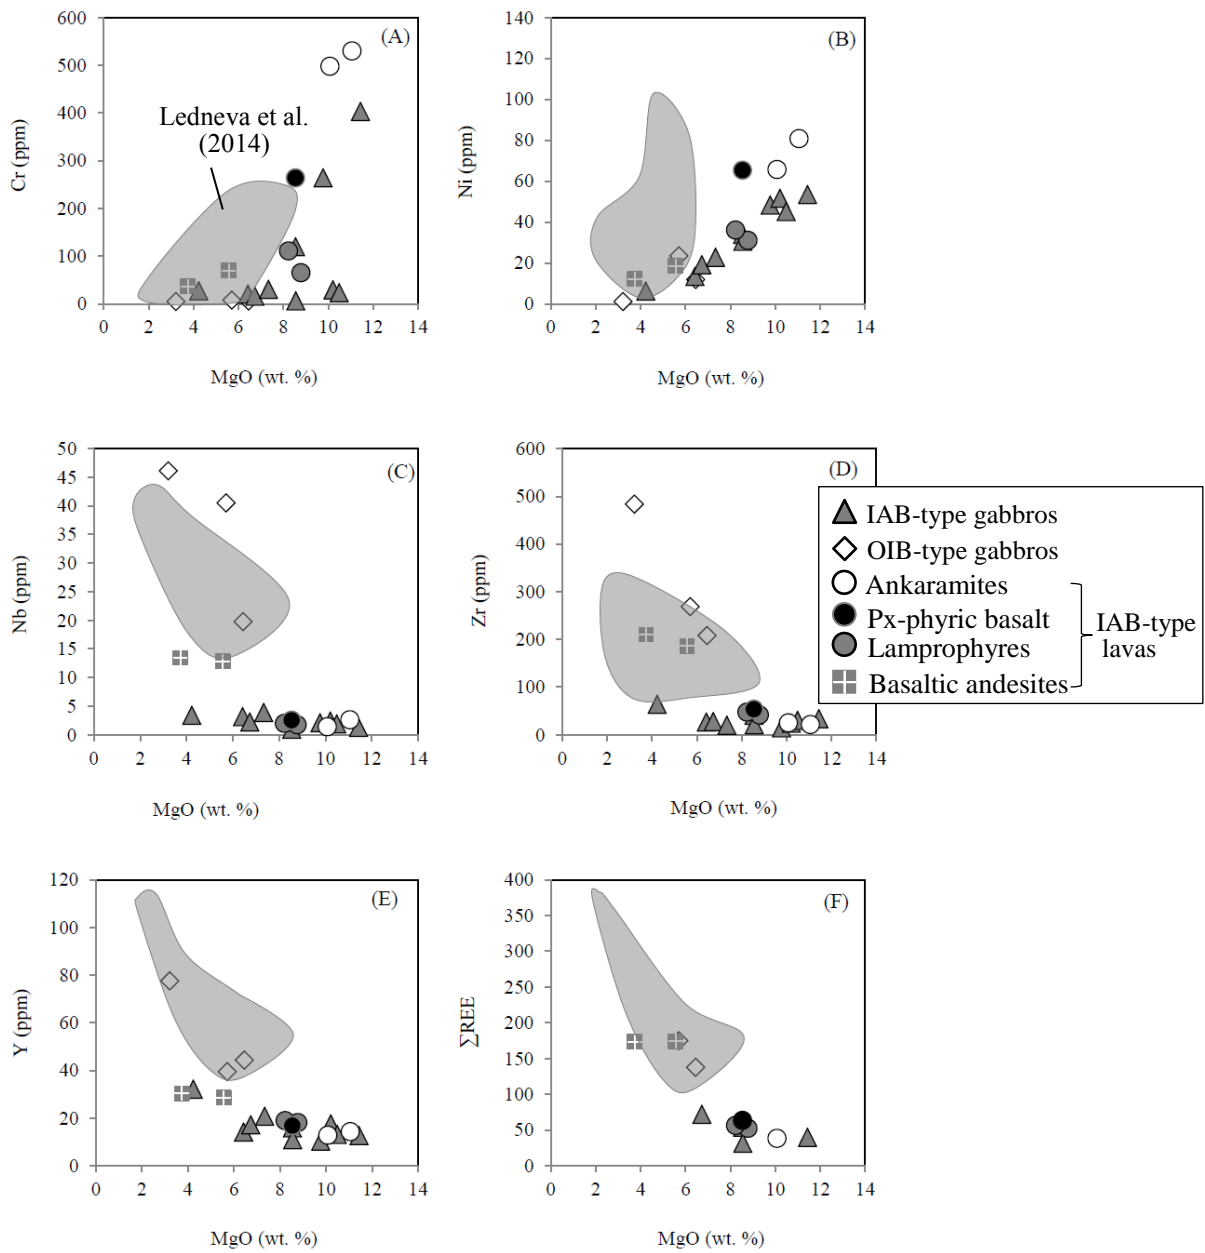 600
500
400
300
200
100
0
0 2 4 6 8 10 12 14
Cr (ppm)
MgO (wt. %)
(A)
Ledneva et al.
(2014)
140
120
100
80
60
40
20
0
0 2 4 6 8 10 12 14
Ni (ppm)
MgO (wt. %)
(B)
50
45
40
35
30
25
20
15
10
5
0
0 2 4 6 8 10 12 14
Nb (ppm)
MgO (wt. %)
(C)
600
500
400
300
200
100
0
0 2 4 6 8 10 12 14
Zr (ppm)
MgO (wt. %)
(D)
IAB-type gabbros
OIB-type gabbros
Ankaramites
Px-phyric basalt
Lamprophyres
Basaltic andesites
IAB-type
lavas
120
100
80
60
40
20
0
0 2 4 6 8 10 12 14
Y (ppm)
MgO (wt. %)
(E)
400
350
300
250
200
150
100
50
0
0 2 4 6 8 10 12 14
∑REE
MgO (wt. %)
(F)